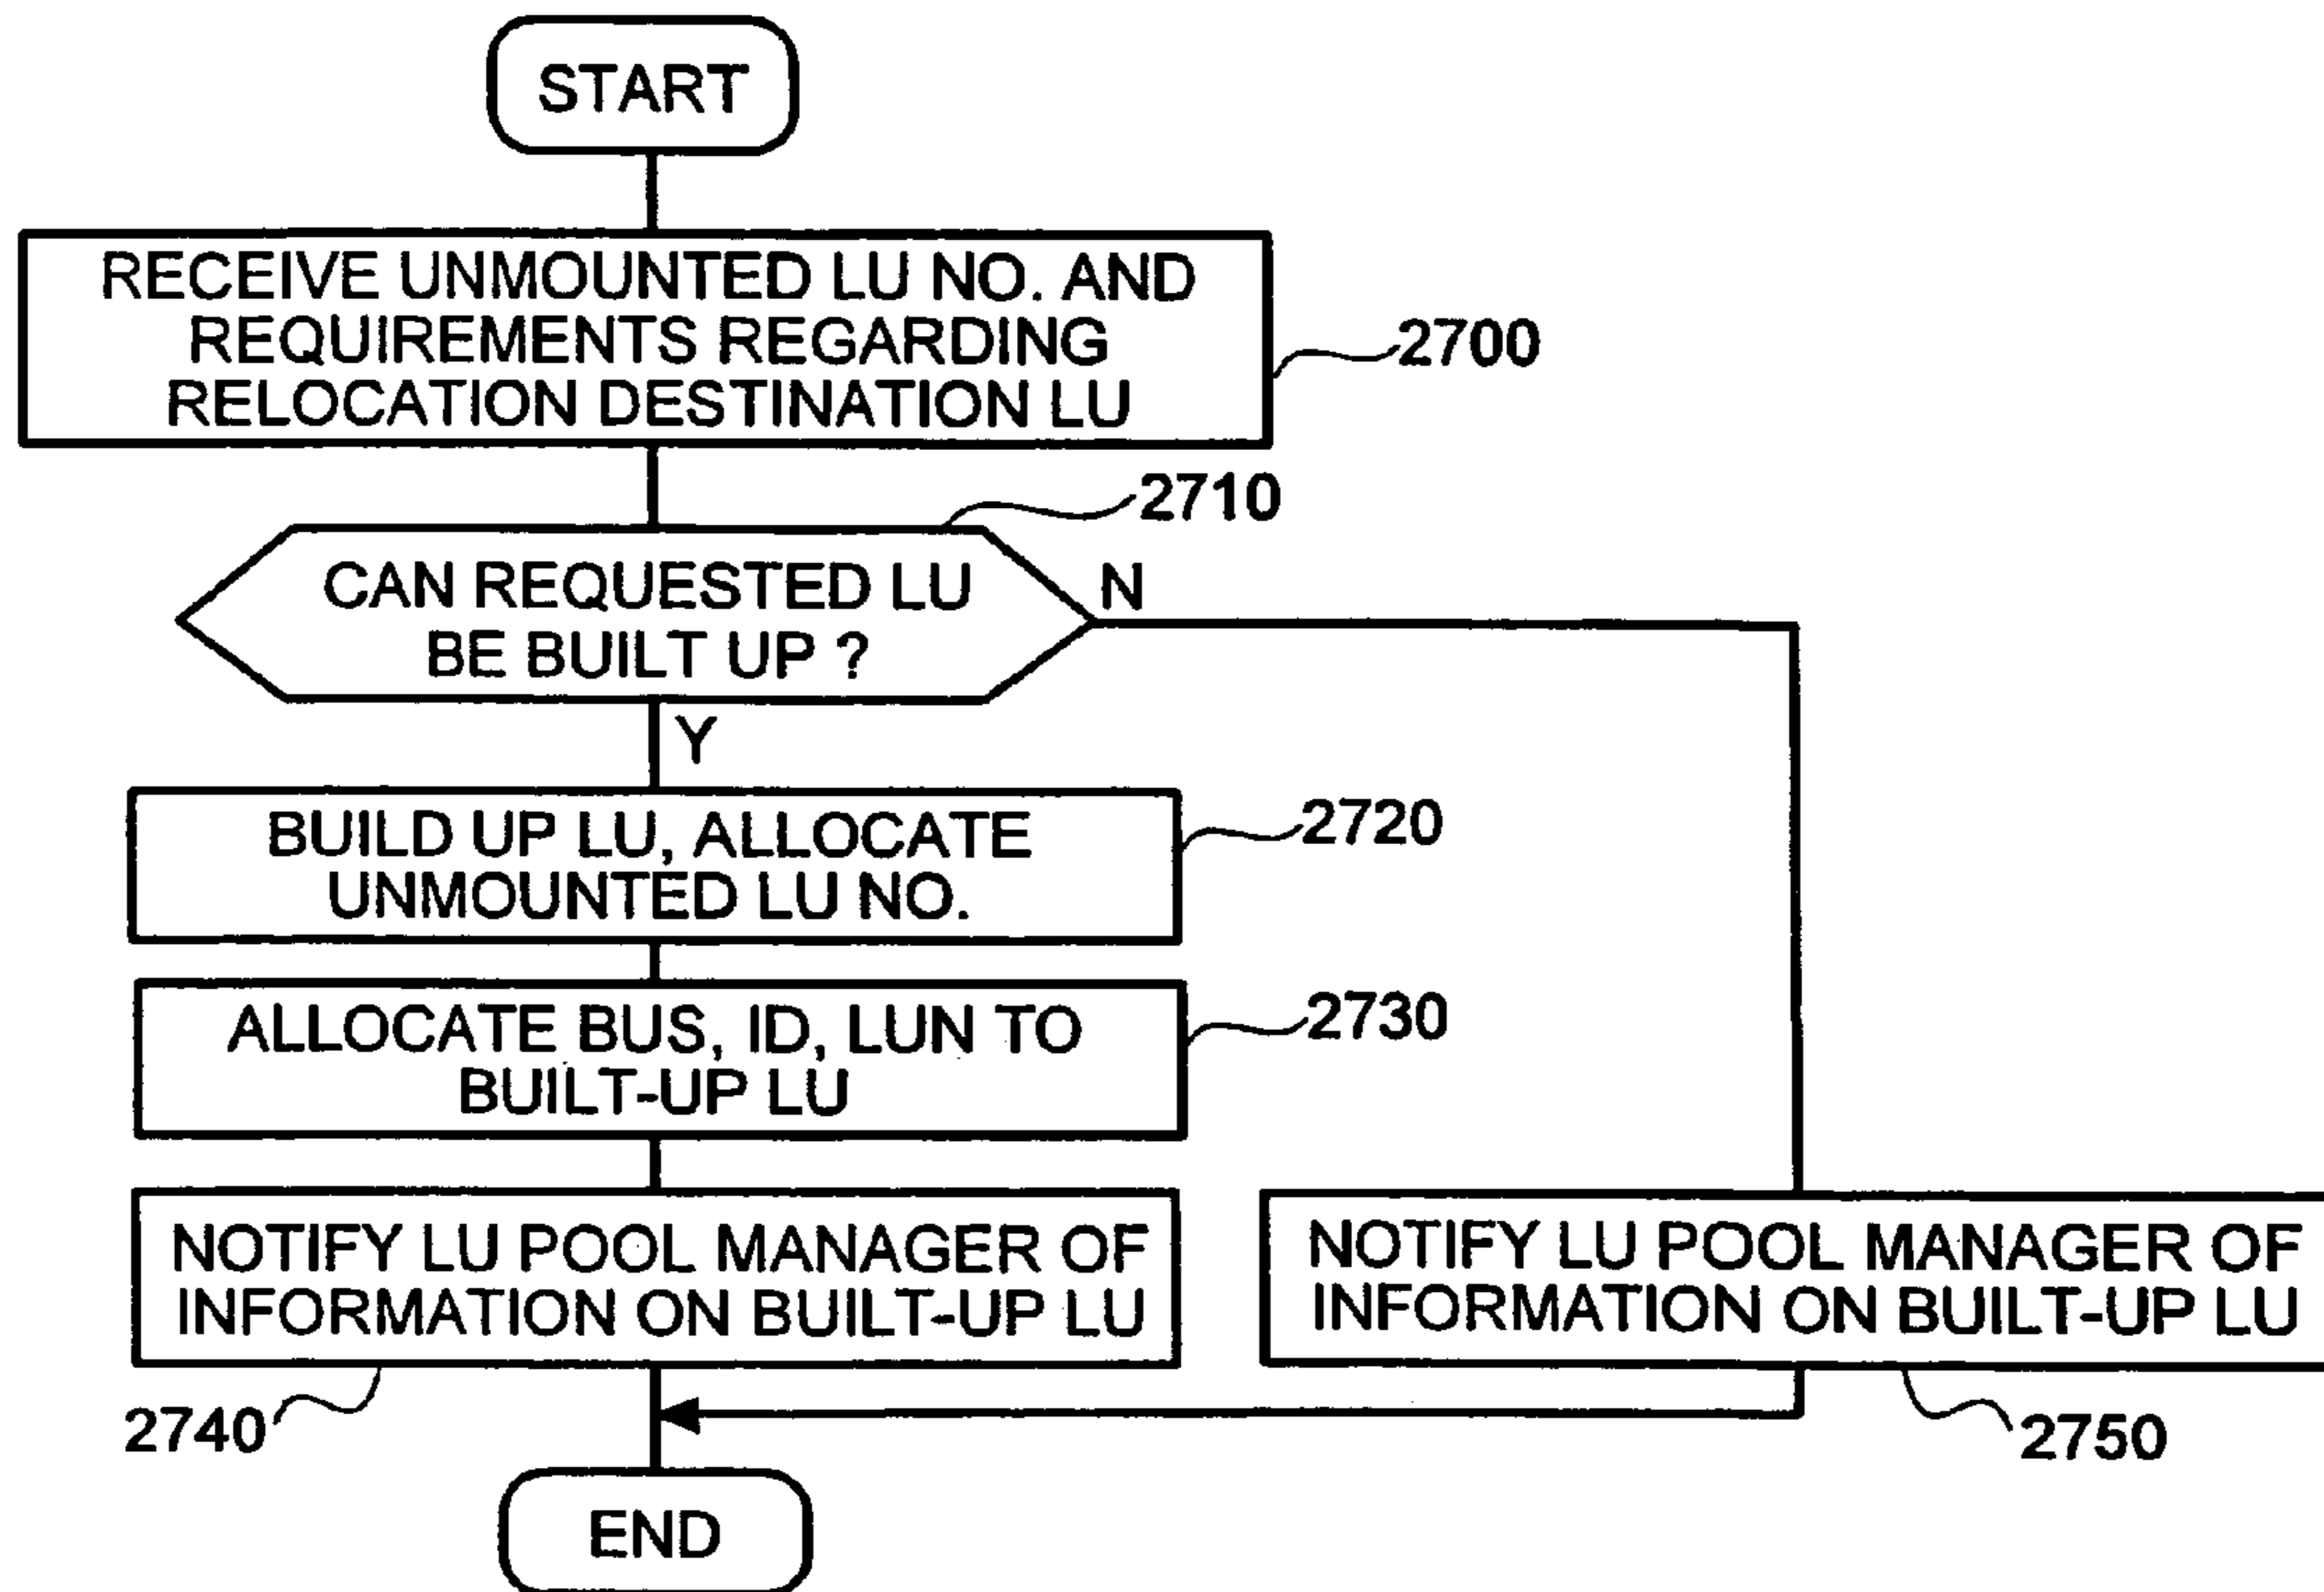 START
RECEIVE UNMOUNTED LU NO. AND
REQUIREMENTS REGARDING
RELOCATION DESTINATION LU
2700
2710
CAN REQUESTED LU
BE BUILT UP ?
N
Y
BUILD UP LU, ALLOCATE
UNMOUNTED LU NO.
2720
ALLOCATE BUS, ID, LUN TO
BUILT-UP LU
2730
NOTIFY LU POOL MANAGER OF
INFORMATION ON BUILT-UP LU
2740
NOTIFY LU POOL MANAGER OF
INFORMATION ON BUILT-UP LU
2750
END